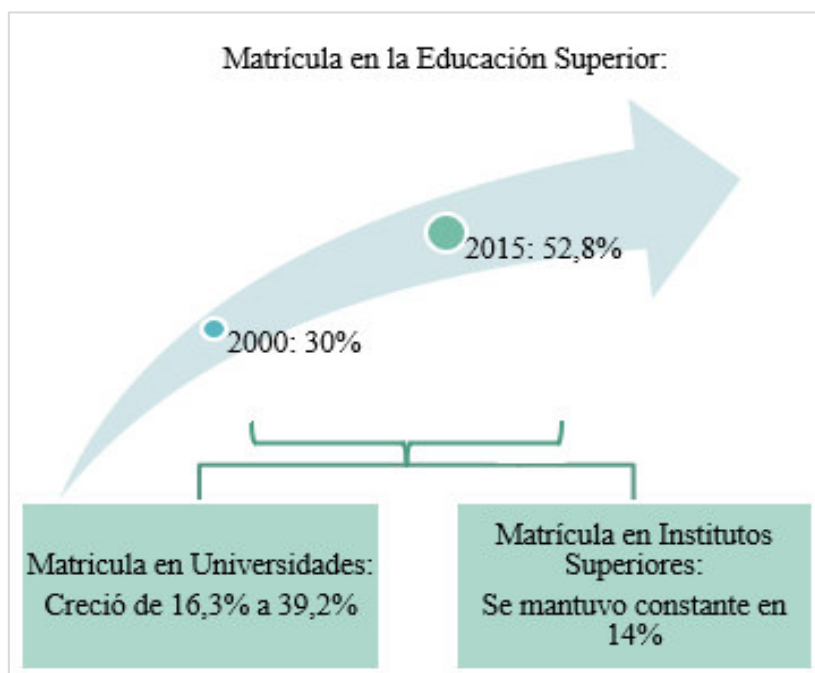 Matrícula en la Educación Superior:
2015: 52,8%
2000: 30%
Matricula en Universidades:
Creció de 16,3% a 39,2%
Matrícula en Institutos
Superiores:
Se mantuvo constante en
14%